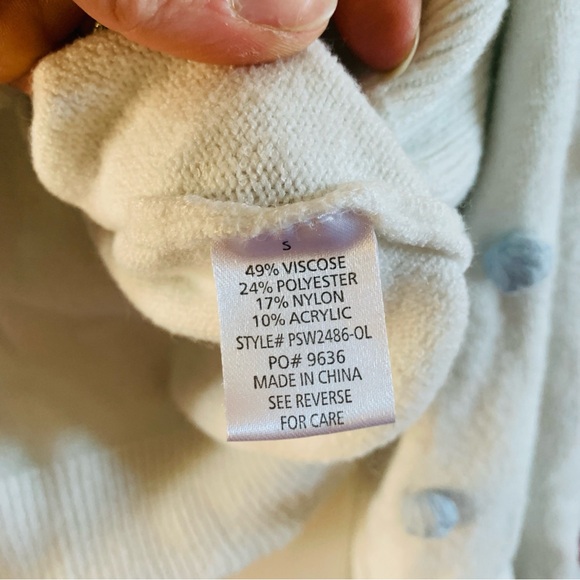 S
49% VISCOSE
24% POLYESTER
17% NYLON
10% ACRYLIC
STYLE# PSW2486-OL
PO# 9636
MADE IN CHINA
SEE REVERSE
FOR CARE